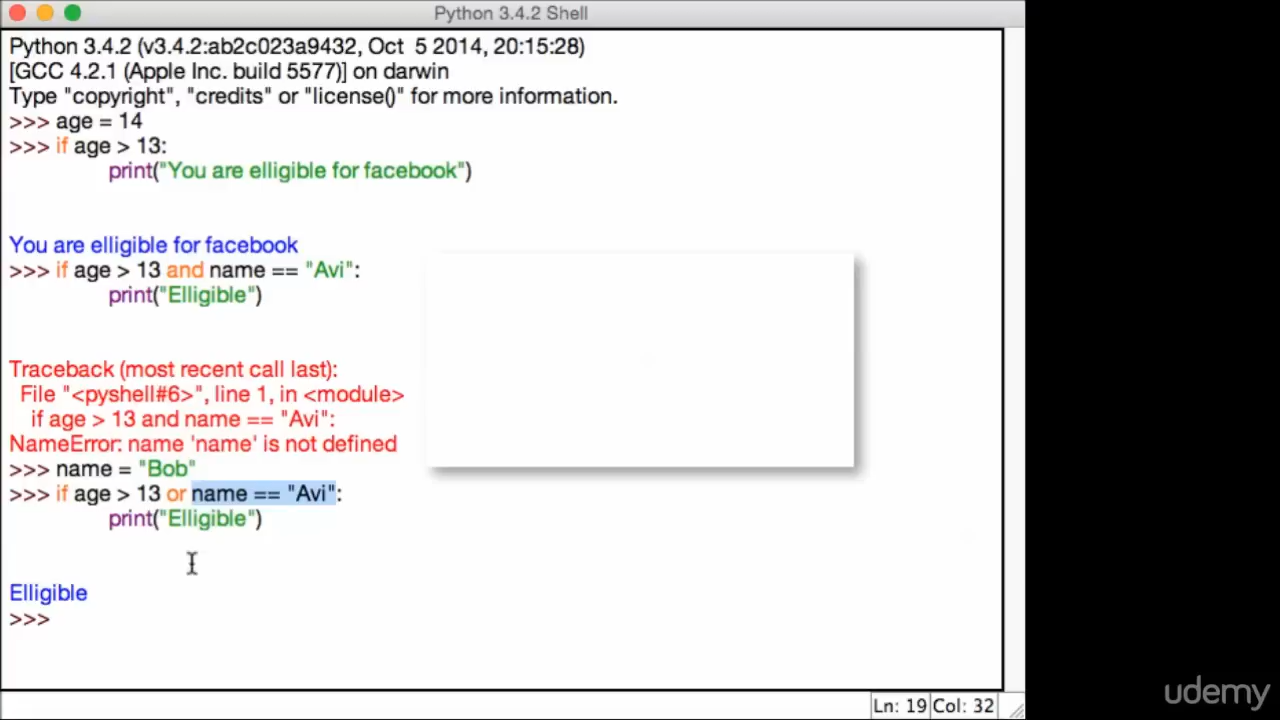 Python 3.4.2 Shell
Python 3.4.2 (v3.4.2:ab2c023a9432, Oct  5 2014, 20:15:28)
[GCC 4.2.1 (Apple Inc. build 5577)] on darwin
Type "copyright", "credits" or "license()" for more information.
>>> age = 14
>>> if age > 13:
print("You are elligible for facebook")
You are elligible for facebook
>>> if age > 13 and name == "Avi":
print("Elligible")
Traceback (most recent call last):
File "<pyshell#6>", line 1, in <module>
if age > 13 and name == "Avi":
NameError: name 'name' is not defined
>>> name = "Bob"
>>> if age > 13 or name == "Avi":
print("Elligible")
Elligible
>>>
Ln: 19 Col: 32
udemy